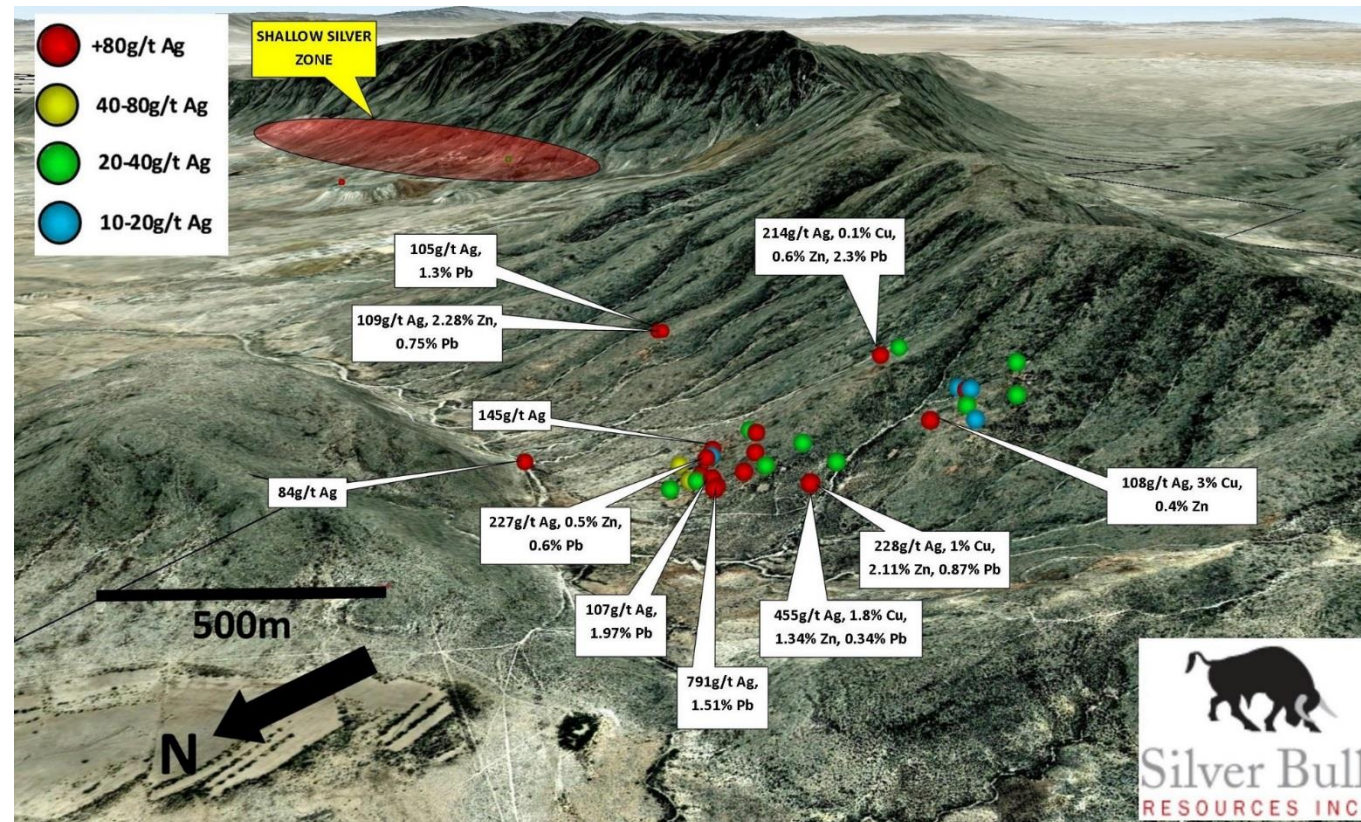 +80g/t Ag
40-80g/t Ag
20-40g/t Ag
10-20g/t Ag
SHALLOW SILVER
ZONE
105g/t Ag,
1.3% Pb
109g/t Ag, 2.28% Zn,
0.75% Pb
214g/t Ag, 0.1% Cu,
0.6% Zn, 2.3% Pb
145g/t Ag
84g/t Ag
227g/t Ag, 0.5% Zn,
0.6% Pb
107g/t Ag,
1.97% Pb
791g/t Ag,
1.51% Pb
455g/t Ag, 1.8% Cu,
1.34% Zn, 0.34% Pb
228g/t Ag, 1% Cu,
2.11% Zn, 0.87% Pb
108g/t Ag, 3% Cu,
0.4% Zn
500m
N
Silver Bull
RESOURCES INC